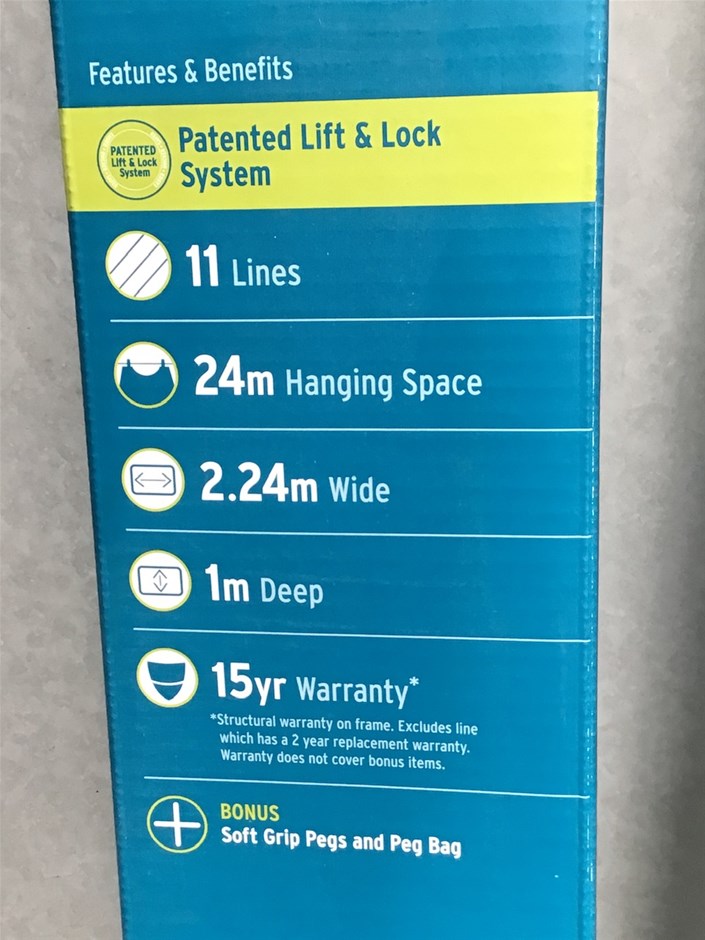 Features & Benefits
PATENTED
Lift & Lock
System
Patented Lift & Lock
System
11 Lines
24m Hanging Space
2.24m Wide
1m Deep
15yr Warranty*
*Structural warranty on frame. Excludes line
which has a 2 year replacement warranty.
Warranty does not cover bonus items.
BONUS
Soft Grip Pegs and Peg Bag